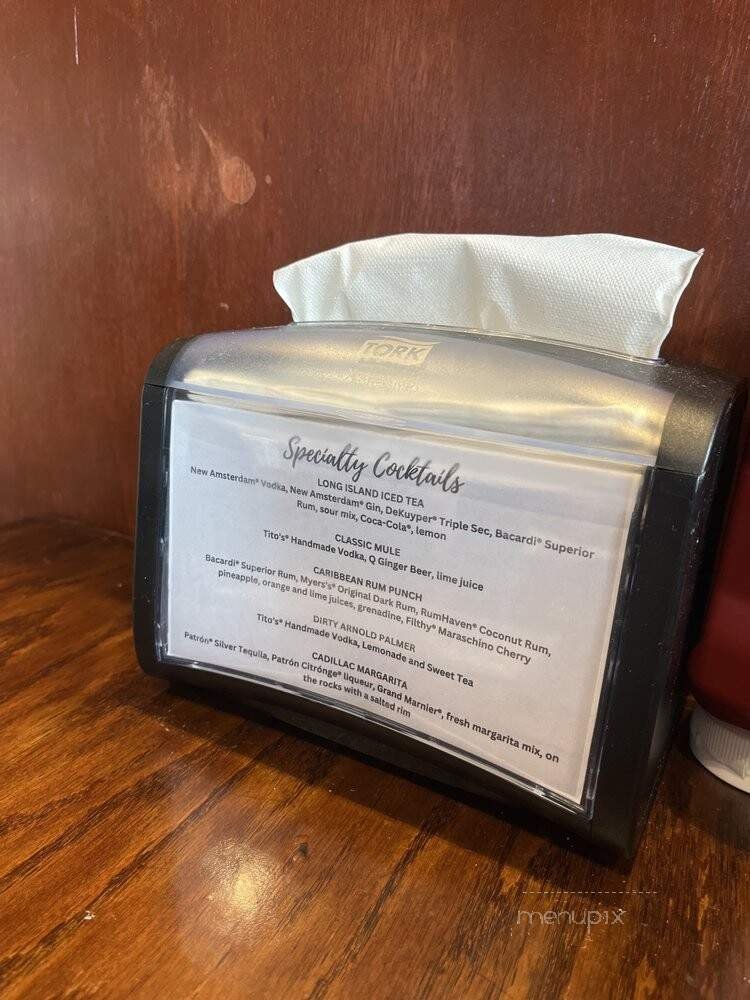 TORK
Specialty Cocktails
LONG ISLAND ICED TEA
New Amsterdam® Vodka, New Amsterdam® Gin, DeKuyper® Triple Sec, Bacardi® Superior
Rum, sour mix, Coca-Cola®, lemon
CLASSIC MULE
Tito's® Handmade Vodka, Q Ginger Beer, lime juice
CARIBBEAN RUM PUNCH
Bacardi® Superior Rum, Myers's® Original Dark Rum, RumHaven® Coconut Rum,
pineapple, orange and lime juices, grenadine, Filthy® Maraschino Cherry
DIRTY ARNOLD PALMER
Tito's® Handmade Vodka, Lemonade and Sweet Tea
CADILLAC MARGARITA
Patrón® Silver Tequila, Patrón Citrónge® liqueur, Grand Marnier®, fresh margarita mix, on
the rocks with a salted rim
menupix